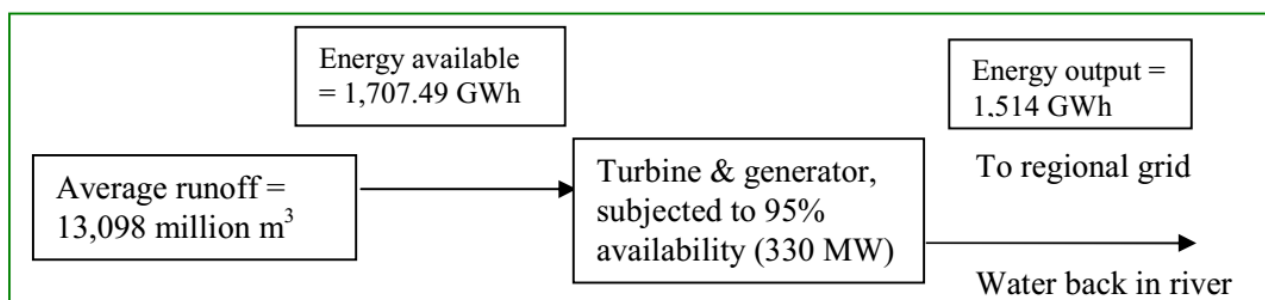 Energy available
= 1,707.49 GWh
Energy output =
1,514 GWh
Average runoff =
13,098 million m³
Turbine & generator,
subjected to 95%
availability (330 MW)
To regional grid
Water back in river